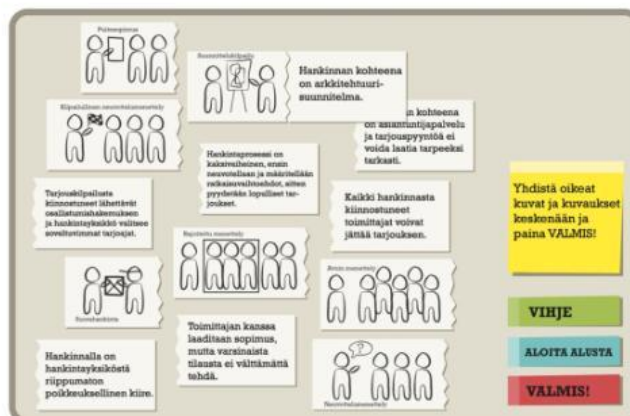 Puitesopimus
Suunnittelukilpailu
Hankinnan kohteena
on arkkitehtuuri-
suunnitelma.
Kilpailullinen neuvottelumenettely
kohteena
on asiantuntijapalvelu
ja tarjouspyyntöä ei
voida laatia tarpeeksi
tarkasti.
Hankintaprosessi on
kaksivaiheinen, ensin
neuvotellaan ja määritellään
ratkaisuvaihtoehdot, sitten
pyydetään lopulliset tar-
joukset.
Tarjouskilpailusta
kiinnostuneet lähettävät
osallistumishakemuksen
ja hankintayksikkö valitsee
soveltuvimmat tarjoajat.
Kaikki hankinnasta
kiinnostuneet
toimittajat voivat
jättää tarjouksen.
Yhdistä oikeat
kuvat ja kuvaukset
keskenään ja
paina VALMIS!
Rajoitettu menettely
Avoin menettely
Suorahankinta
Toimittajan kanssa
laaditaan sopimus,
mutta varsinaista
tilausta ei välttämättä
tehdä.
Hankinnalla on
hankintayksiköstä
riippumaton
poikkeuksellinen kiire.
?
Neuvottelumenettely
VIHJE
ALOITA ALUSTA
VALMIS!